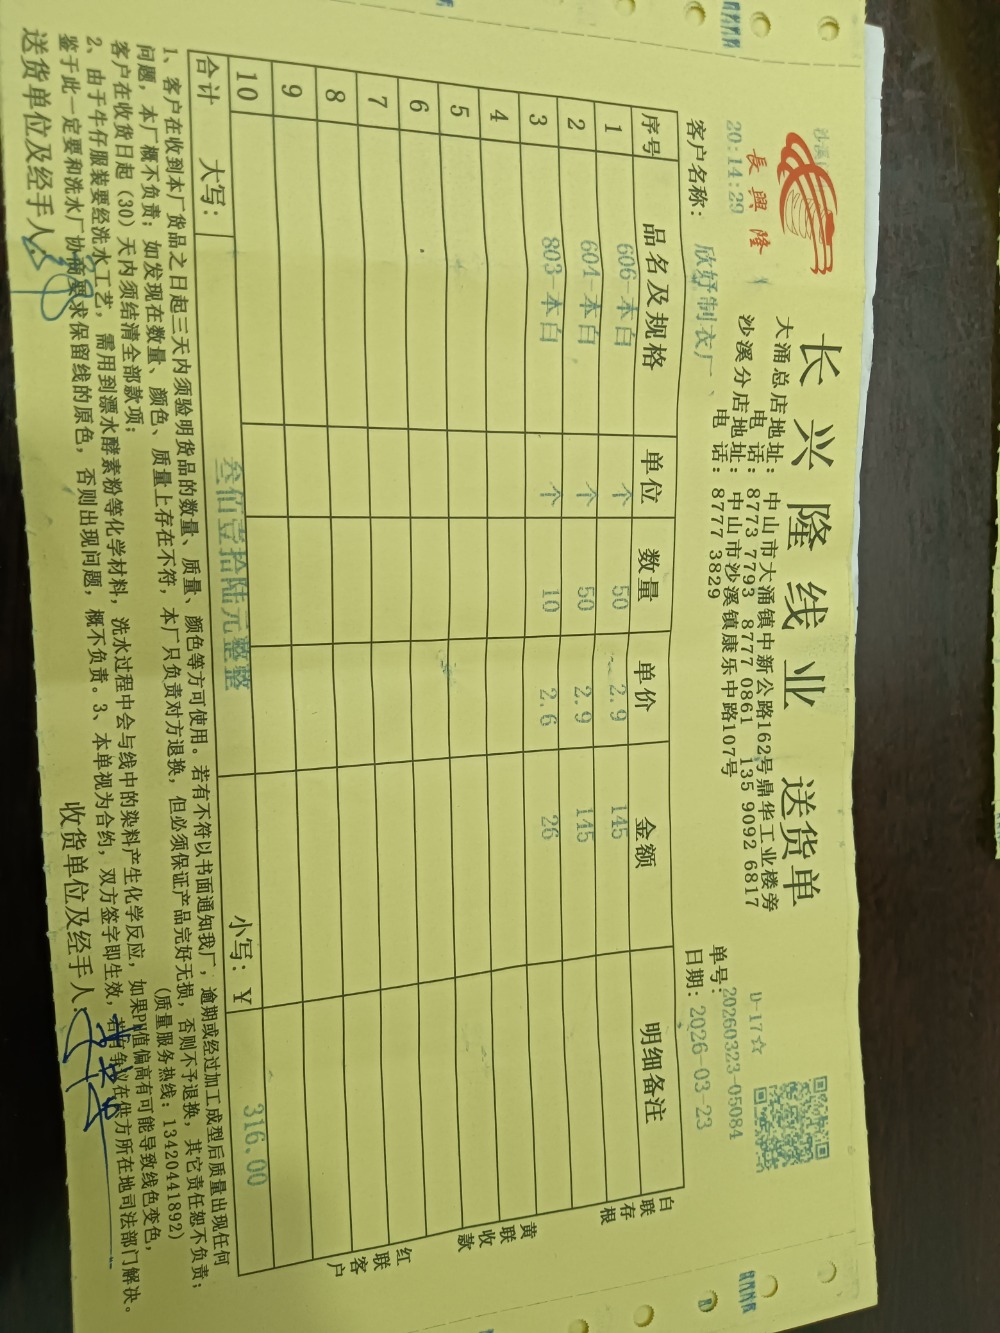 長興隆
20:14:29
长兴隆线业 送货单
大涌总店地址：中山市大涌镇中新公路162号鼎华工业楼旁
电 话：8773 7793 8777 0861 135 9092 6817
沙溪分店地址：中山市沙溪镇康乐中路107号
电 话：8777 3829
D-17☆
单号：20260323-05084
客户名称：欣妤制衣厂
日期：2026-03-23
序号 品名及规格 单位 数量 单价 金额 明细备注
1 606-本白 个 50 2.9 145
2 604-本白 个 50 2.9 145
3 803-本白 个 10 2.6 26
4
5
6
7
8
9
10
合计 大写：叁佰壹拾陆元整整 小写：¥ 316.00
白联存根
黄联收款
红联客户
1、客户在收到本厂货品之日起三天内须验明货品的数量、质量、颜色等方可使用。若有不符以书面通知我厂，逾期或经过加工成型后质量出现任何
问题，本厂概不负责；如发现在数量、颜色、质量上存在不符，本厂只负责对方退换，但必须保证产品完好无损，否则不予退换，其它责任恕不负责；
客户在收货日起（30）天内须结清全部款项；
（质量服务热线：13420441892）
2、由于牛仔服装要经洗水工艺，需用到漂水酵素粉等化学材料，洗水过程中会与线中的染料产生化学反应，如果PH值偏高有可能导致线色变色，
鉴于此一定要和洗水厂协商要求保留线的原色，否则出现问题，概不负责。3、本单视为合约，双方签字即生效，若有争议在供方所在地司法部门解决。
送货单位及经手人
收货单位及经手人